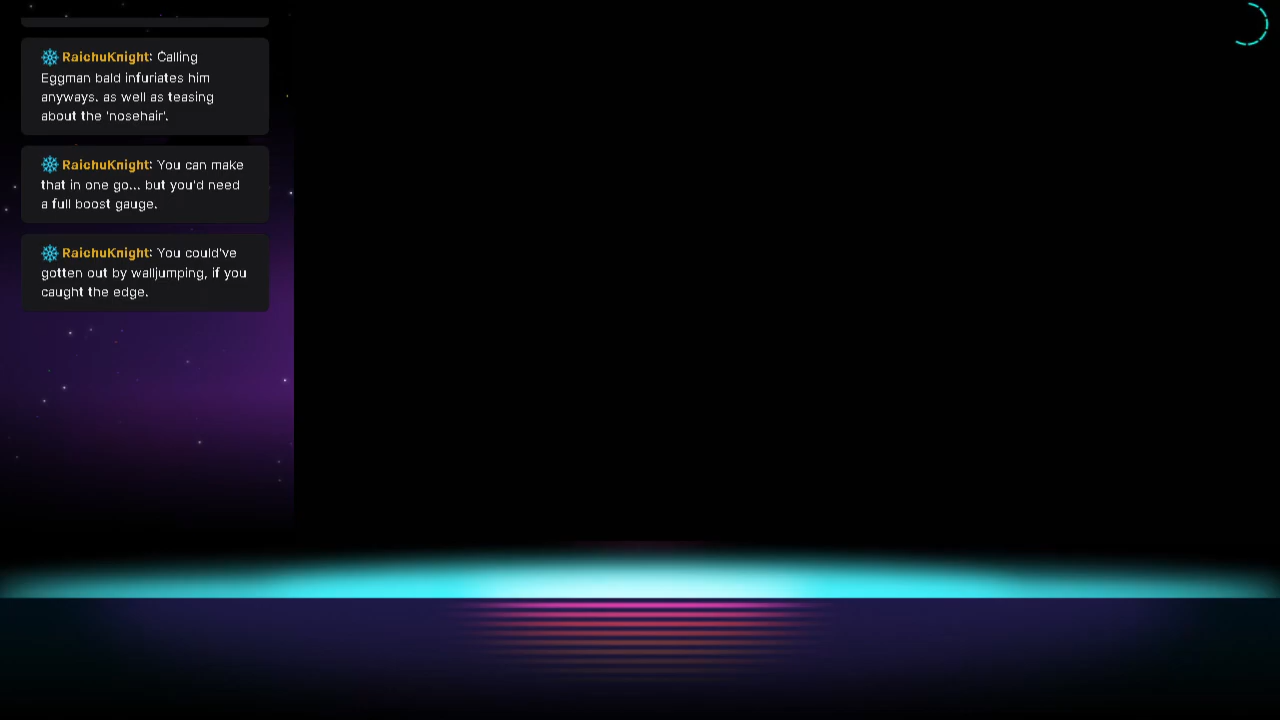 RaichuKnight: Calling
Eggman bald infuriates him
anyways. as well as teasing
about the 'nosehair'.
RaichuKnight: You can make
that in one go... but you'd need
a full boost gauge.
RaichuKnight: You could've
gotten out by walljumping, if you
caught the edge.